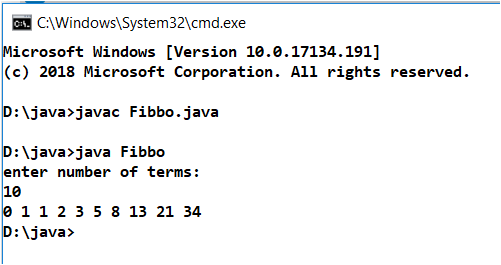 C:\Windows\System32\cmd.exe
Microsoft Windows [Version 10.0.17134.191]
(c) 2018 Microsoft Corporation. All rights reserved.
D:\java>javac Fibbo.java
D:\java>java Fibbo
enter number of terms:
10
0 1 1 2 3 5 8 13 21 34
D:\java>